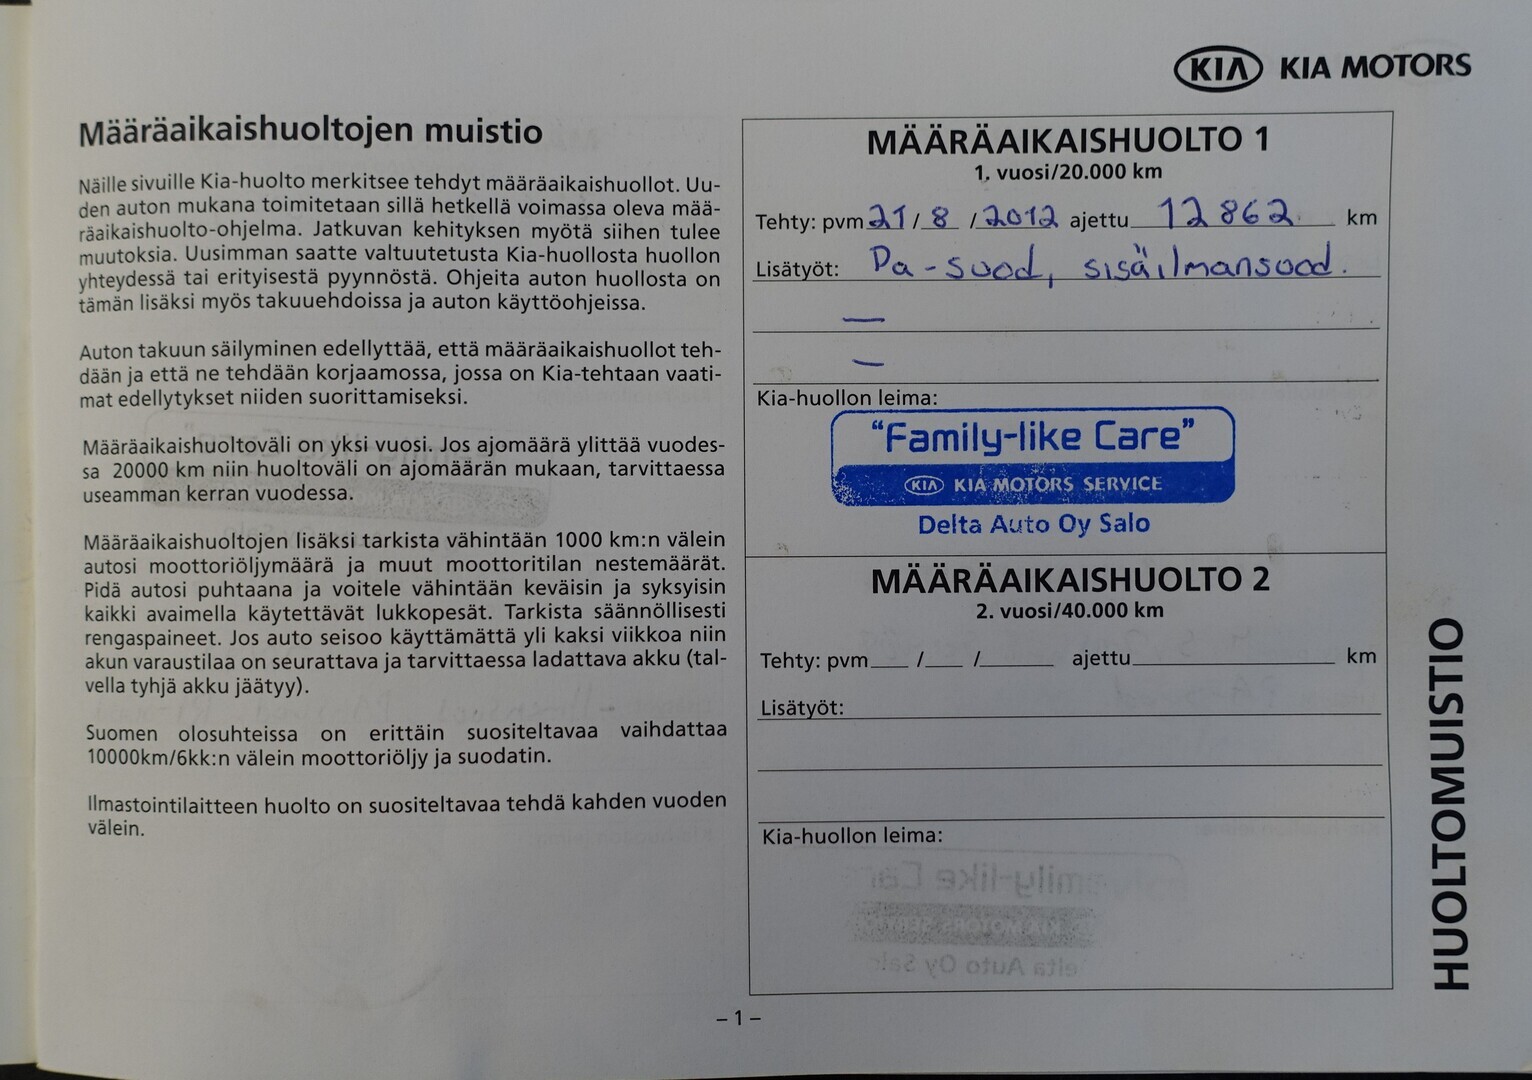 KIA KIA MOTORS
Määräaikaishuoltojen muistio
Näille sivuille Kia-huolto merkitsee tehdyt määräaikaishuollot. Uu-
den auton mukana toimitetaan sillä hetkellä voimassa oleva mää-
räaikaishuolto-ohjelma. Jatkuvan kehityksen myötä siihen tulee
muutoksia. Uusimman saatte valtuutetusta Kia-huollosta huollon
yhteydessä tai erityisestä pyynnöstä. Ohjeita auton huollosta on
tämän lisäksi myös takuuehdoissa ja auton käyttöohjeissa.
Auton takuun säilyminen edellyttää, että määräaikaishuollot teh-
dään ja että ne tehdään korjaamossa, jossa on Kia-tehtaan vaati-
mat edellytykset niiden suorittamiseksi.
Määräaikaishuoltoväli on yksi vuosi. Jos ajomäärä ylittää vuodes-
sa 20000 km niin huoltoväli on ajomäärän mukaan, tarvittaessa
useamman kerran vuodessa.
Määräaikaishuoltojen lisäksi tarkista vähintään 1000 km:n välein
autosi moottoriöljymäärä ja muut moottoritilan nestemäärät.
Pidä autosi puhtaana ja voitele vähintään keväisin ja syksyisin
kaikki avaimella käytettävät lukkopesät. Tarkista säännöllisesti
rengaspaineet. Jos auto seisoo käyttämättä yli kaksi viikkoa niin
akun varaustilaa on seurattava ja tarvittaessa ladattava akku (tal-
vella tyhjä akku jäätyy).
Suomen olosuhteissa on erittäin suositeltavaa vaihdattaa
10000km/6kk:n välein moottoriöljy ja suodatin.
Ilmastointilaitteen huolto on suositeltavaa tehdä kahden vuoden
välein.
MÄÄRÄAIKAISHUOLTO 1
1. vuosi/20.000 km
Tehty: pvm 21 / 8 / 2012 ajettu 12862 km
Lisätyöt: Pa-suod, sisäilmansuod.
—
—
Kia-huollon leima:
"Family-like Care"
KIA KIA MOTORS SERVICE
Delta Auto Oy Salo
MÄÄRÄAIKAISHUOLTO 2
2. vuosi/40.000 km
Tehty: pvm___ /___ /______ ajettu________________ km
Lisätyöt:
Kia-huollon leima:
HUOLTOMUISTIO
– 1 –